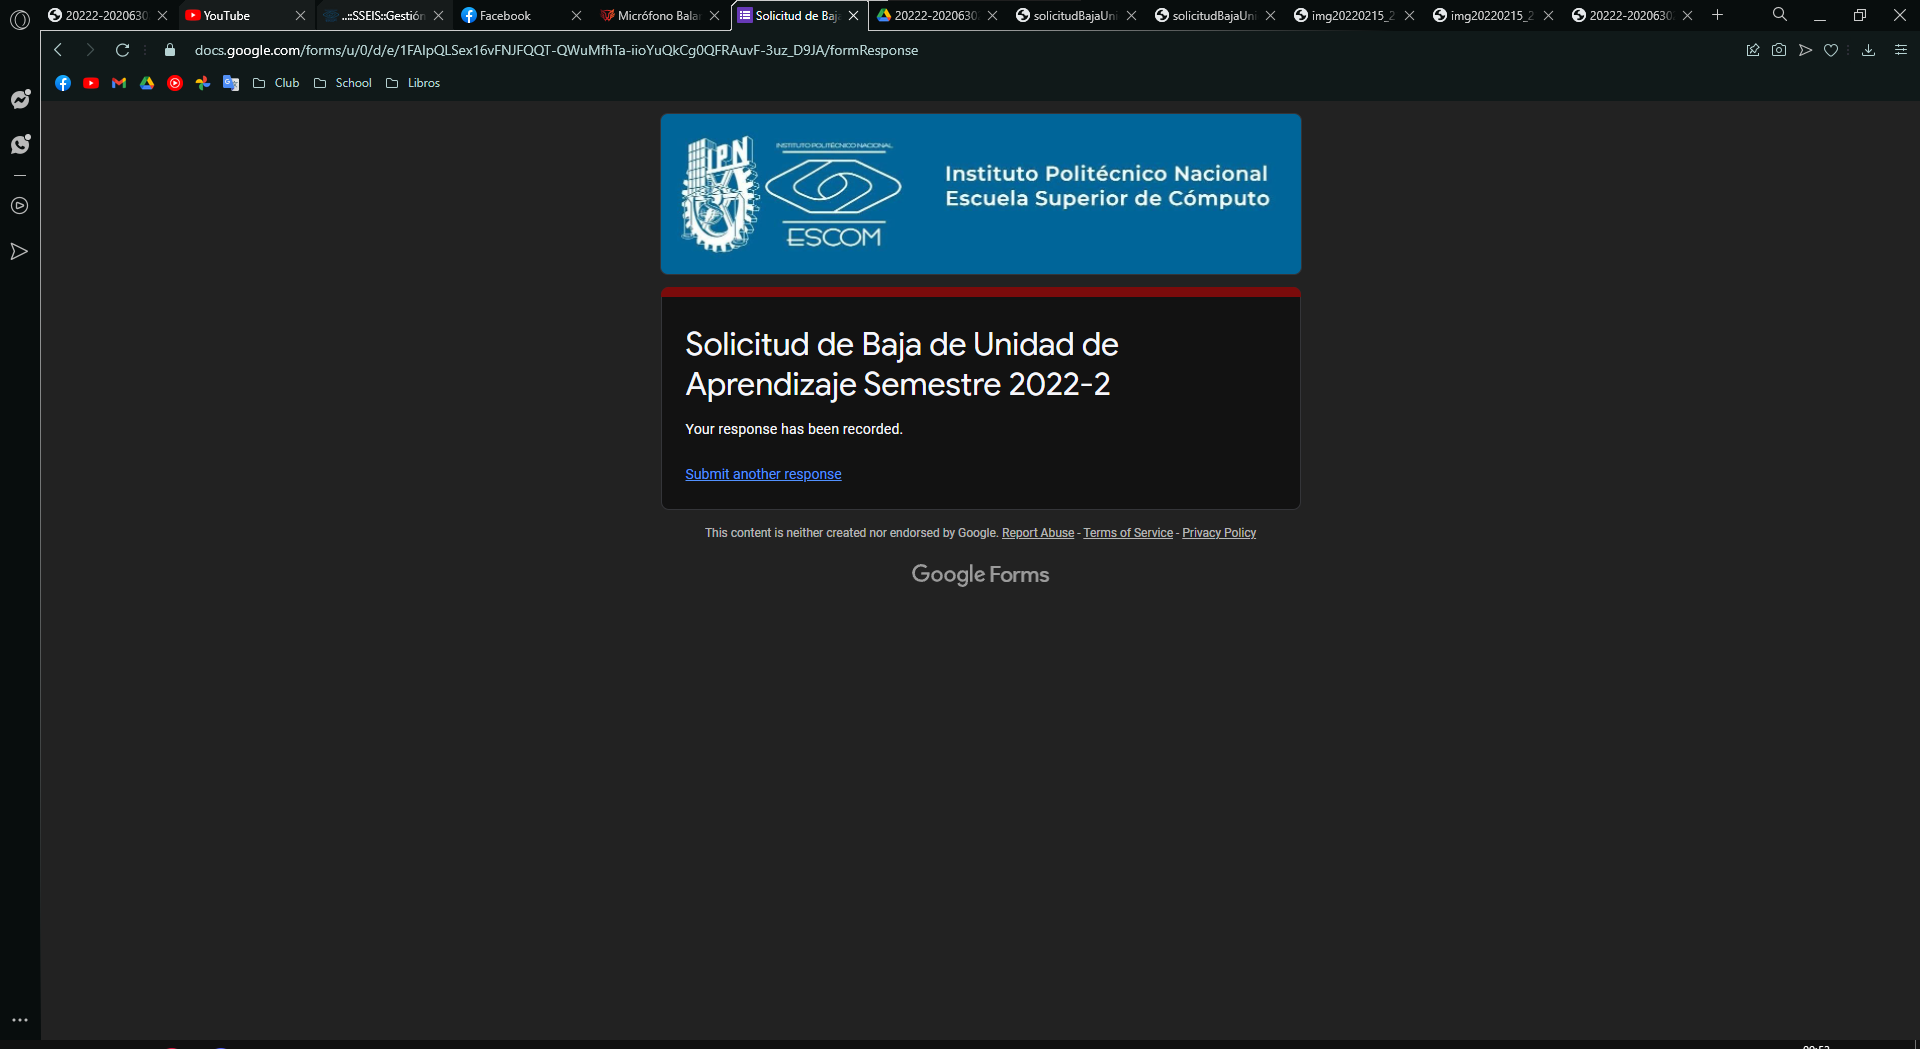 20222-2020630
YouTube
..::SSEIS::Gestión
Facebook
Micrófono Balar
Solicitud de Baja
20222-2020630
solicitudBajaUni
solicitudBajaUni
img20220215_2
img20220215_2
20222-2020630
docs.google.com/forms/u/0/d/e/1FAIpQLSex16vFNJFQQT-QWuMfhTa-iioYuQkCg0QFRAuvF-3uz_D9JA/formResponse
Club
School
Libros
IPN
INSTITUTO POLITÉCNICO NACIONAL
ESCOM
Instituto Politécnico Nacional
Escuela Superior de Cómputo
Solicitud de Baja de Unidad de
Aprendizaje Semestre 2022-2
Your response has been recorded.
Submit another response
This content is neither created nor endorsed by Google. Report Abuse - Terms of Service - Privacy Policy
Google Forms